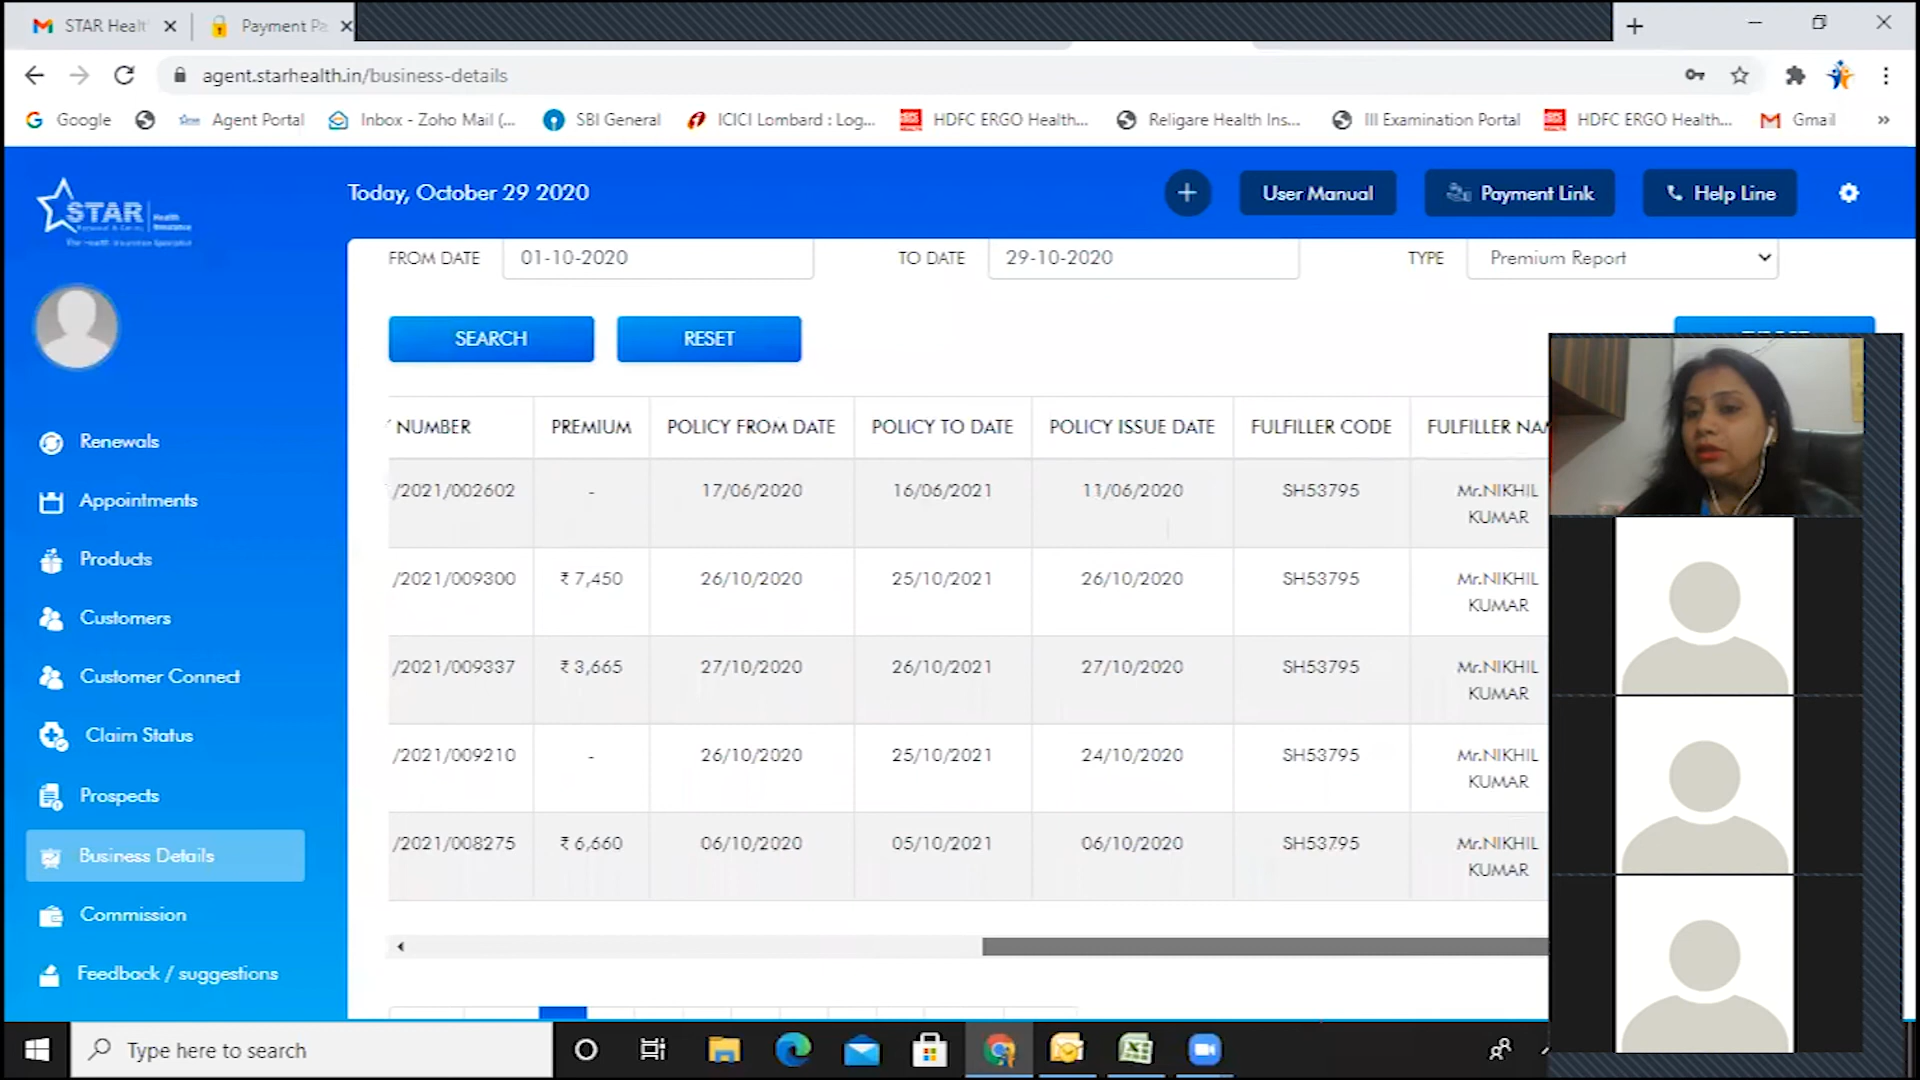 STAR Healt
Payment Pa
agent.starhealth.in/business-details
Google
Agent Portal
Inbox - Zoho Mail (...
SBI General
ICICI Lombard : Log...
HDFC ERGO Health...
Religare Health Ins...
III Examination Portal
HDFC ERGO Health...
Gmail
»
STAR Health
Insurance
Today, October 29 2020
User Manual
Payment Link
Help Line
FROM DATE 01-10-2020 TO DATE 29-10-2020 TYPE Premium Report
SEARCH RESET
NUMBER PREMIUM POLICY FROM DATE POLICY TO DATE POLICY ISSUE DATE FULFILLER CODE FULFILLER NAM
/2021/002602 - 17/06/2020 16/06/2021 11/06/2020 SH53795 Mr.NIKHIL
KUMAR
/2021/009300 ₹ 7,450 26/10/2020 25/10/2021 26/10/2020 SH53795 Mr.NIKHIL
KUMAR
/2021/009337 ₹ 3,665 27/10/2020 26/10/2021 27/10/2020 SH53795 Mr.NIKHIL
KUMAR
/2021/009210 - 26/10/2020 25/10/2021 24/10/2020 SH53795 Mr.NIKHIL
KUMAR
/2021/008275 ₹ 6,660 06/10/2020 05/10/2021 06/10/2020 SH53795 Mr.NIKHIL
KUMAR
Renewals
Appointments
Products
Customers
Customer Connect
Claim Status
Prospects
Business Details
Commission
Feedback / suggestions
Type here to search